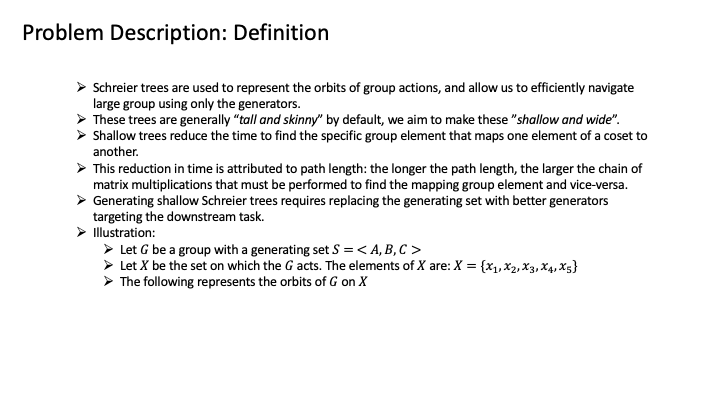 Problem Description: Definition
➢ Schreier trees are used to represent the orbits of group actions, and allow us to efficiently navigate
large group using only the generators.
➢ These trees are generally “tall and skinny” by default, we aim to make these ”shallow and wide”.
➢ Shallow trees reduce the time to find the specific group element that maps one element of a coset to
another.
➢ This reduction in time is attributed to path length: the longer the path length, the larger the chain of
matrix multiplications that must be performed to find the mapping group element and vice-versa.
➢ Generating shallow Schreier trees requires replacing the generating set with better generators
targeting the downstream task.
➢ Illustration:
➢ Let G be a group with a generating set S = < A, B, C >
➢ Let X be the set on which the G acts. The elements of X are: X = {x₁, x₂, x₃, x₄, x₅}
➢ The following represents the orbits of G on X